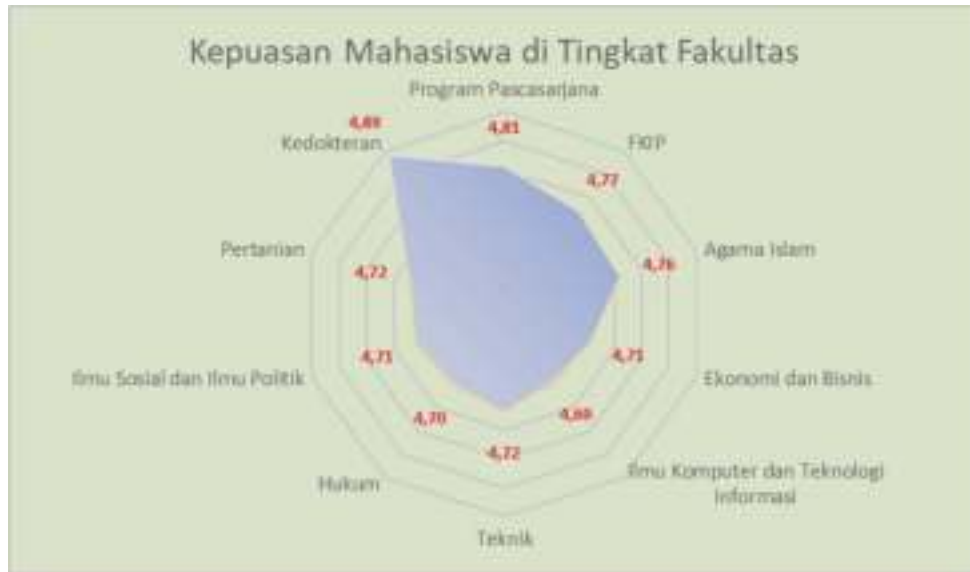 Kepuasan Mahasiswa di Tingkat Fakultas
Program Pascasarjana
4,81
FKIP
4,77
Agama Islam
4,76
Ekonomi dan Bisnis
4,71
Ilmu Komputer dan Teknologi
Informasi
Teknik
4,72
Hukum
4,70
Ilmu Sosial dan Ilmu Politik
4,71
Pertanian
4,72
Kedokteran
4,89